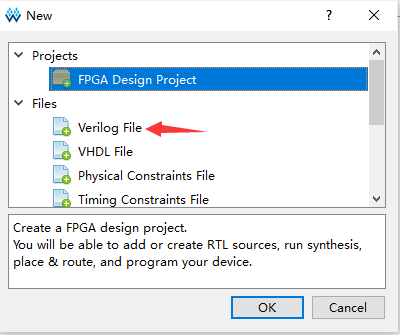 New
Projects
FPGA Design Project
Files
Verilog File
VHDL File
Physical Constraints File
Timing Constraints File
Create a FPGA design project.
You will be able to add or create RTL sources, run synthesis,
place & route, and program your device.
OK
Cancel